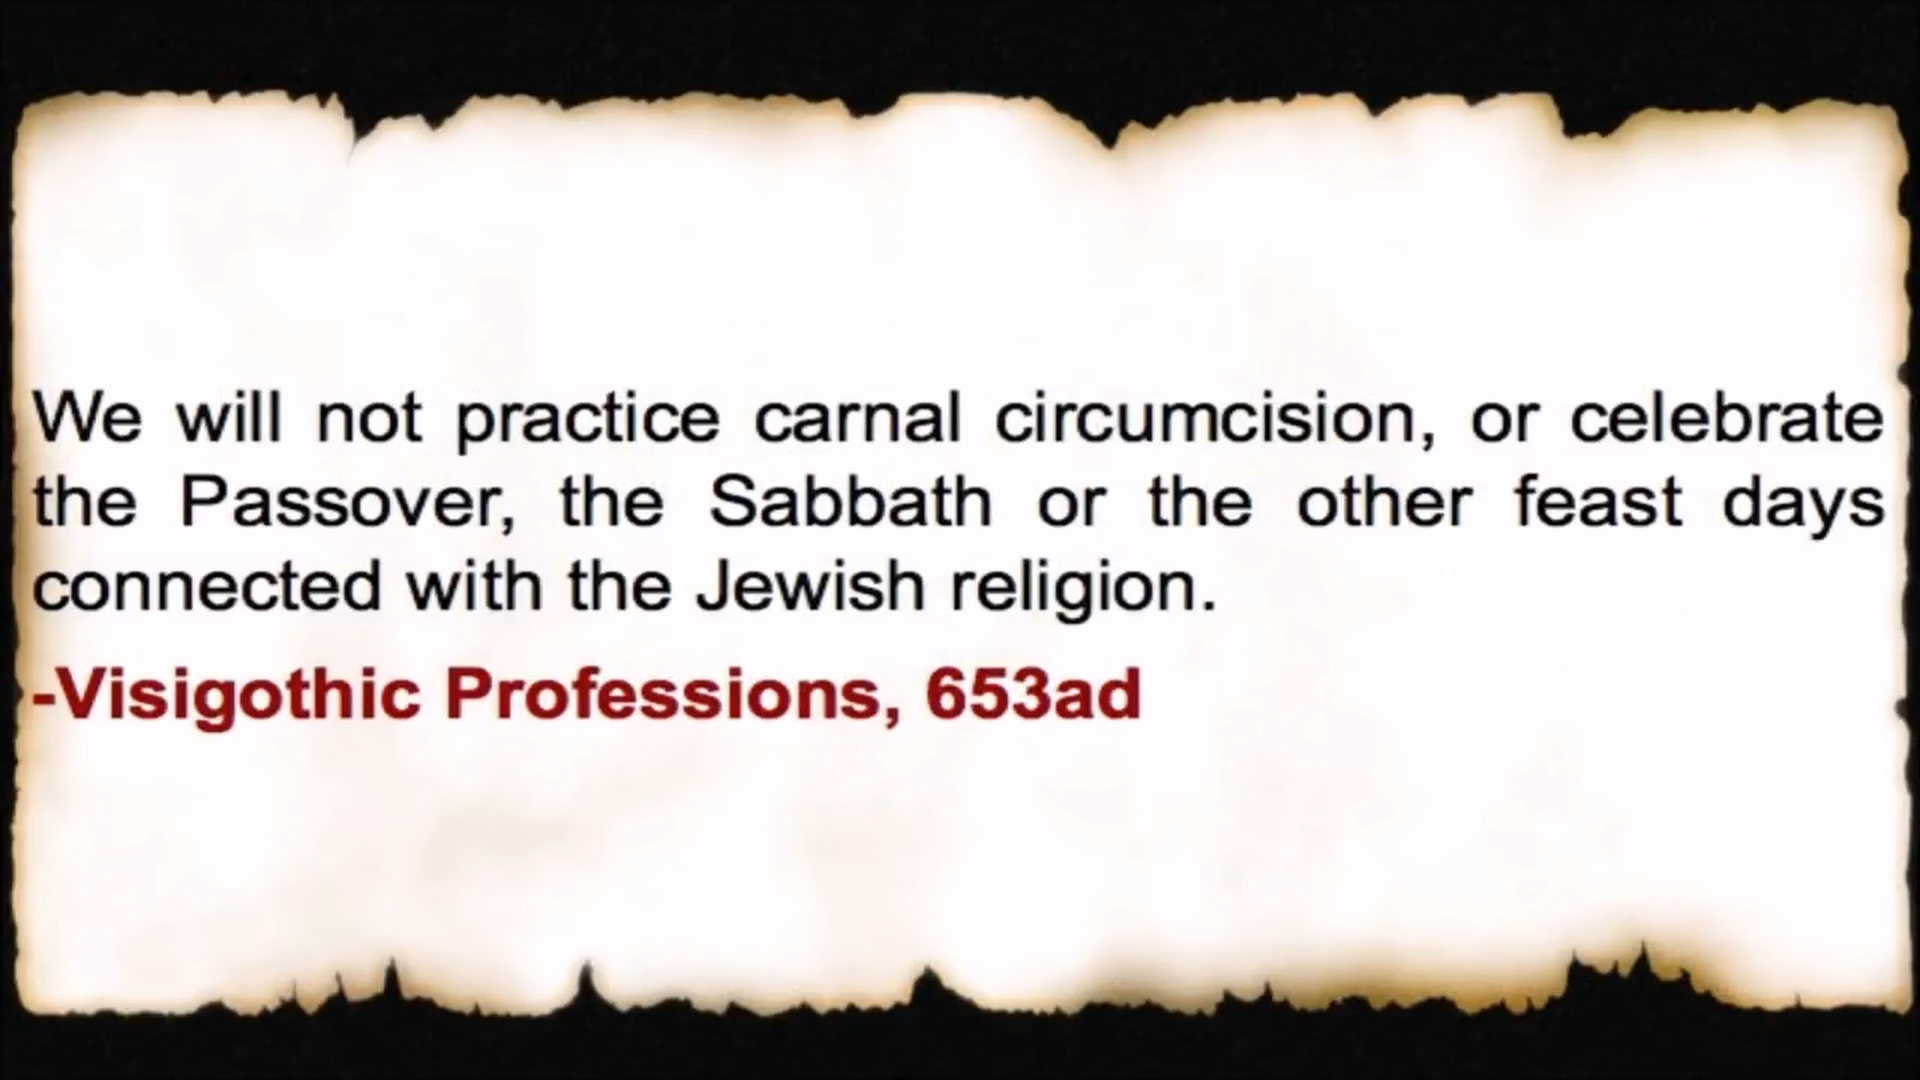 We will not practice carnal circumcision, or celebrate
the Passover, the Sabbath or the other feast days
connected with the Jewish religion.
-Visigothic Professions, 653ad